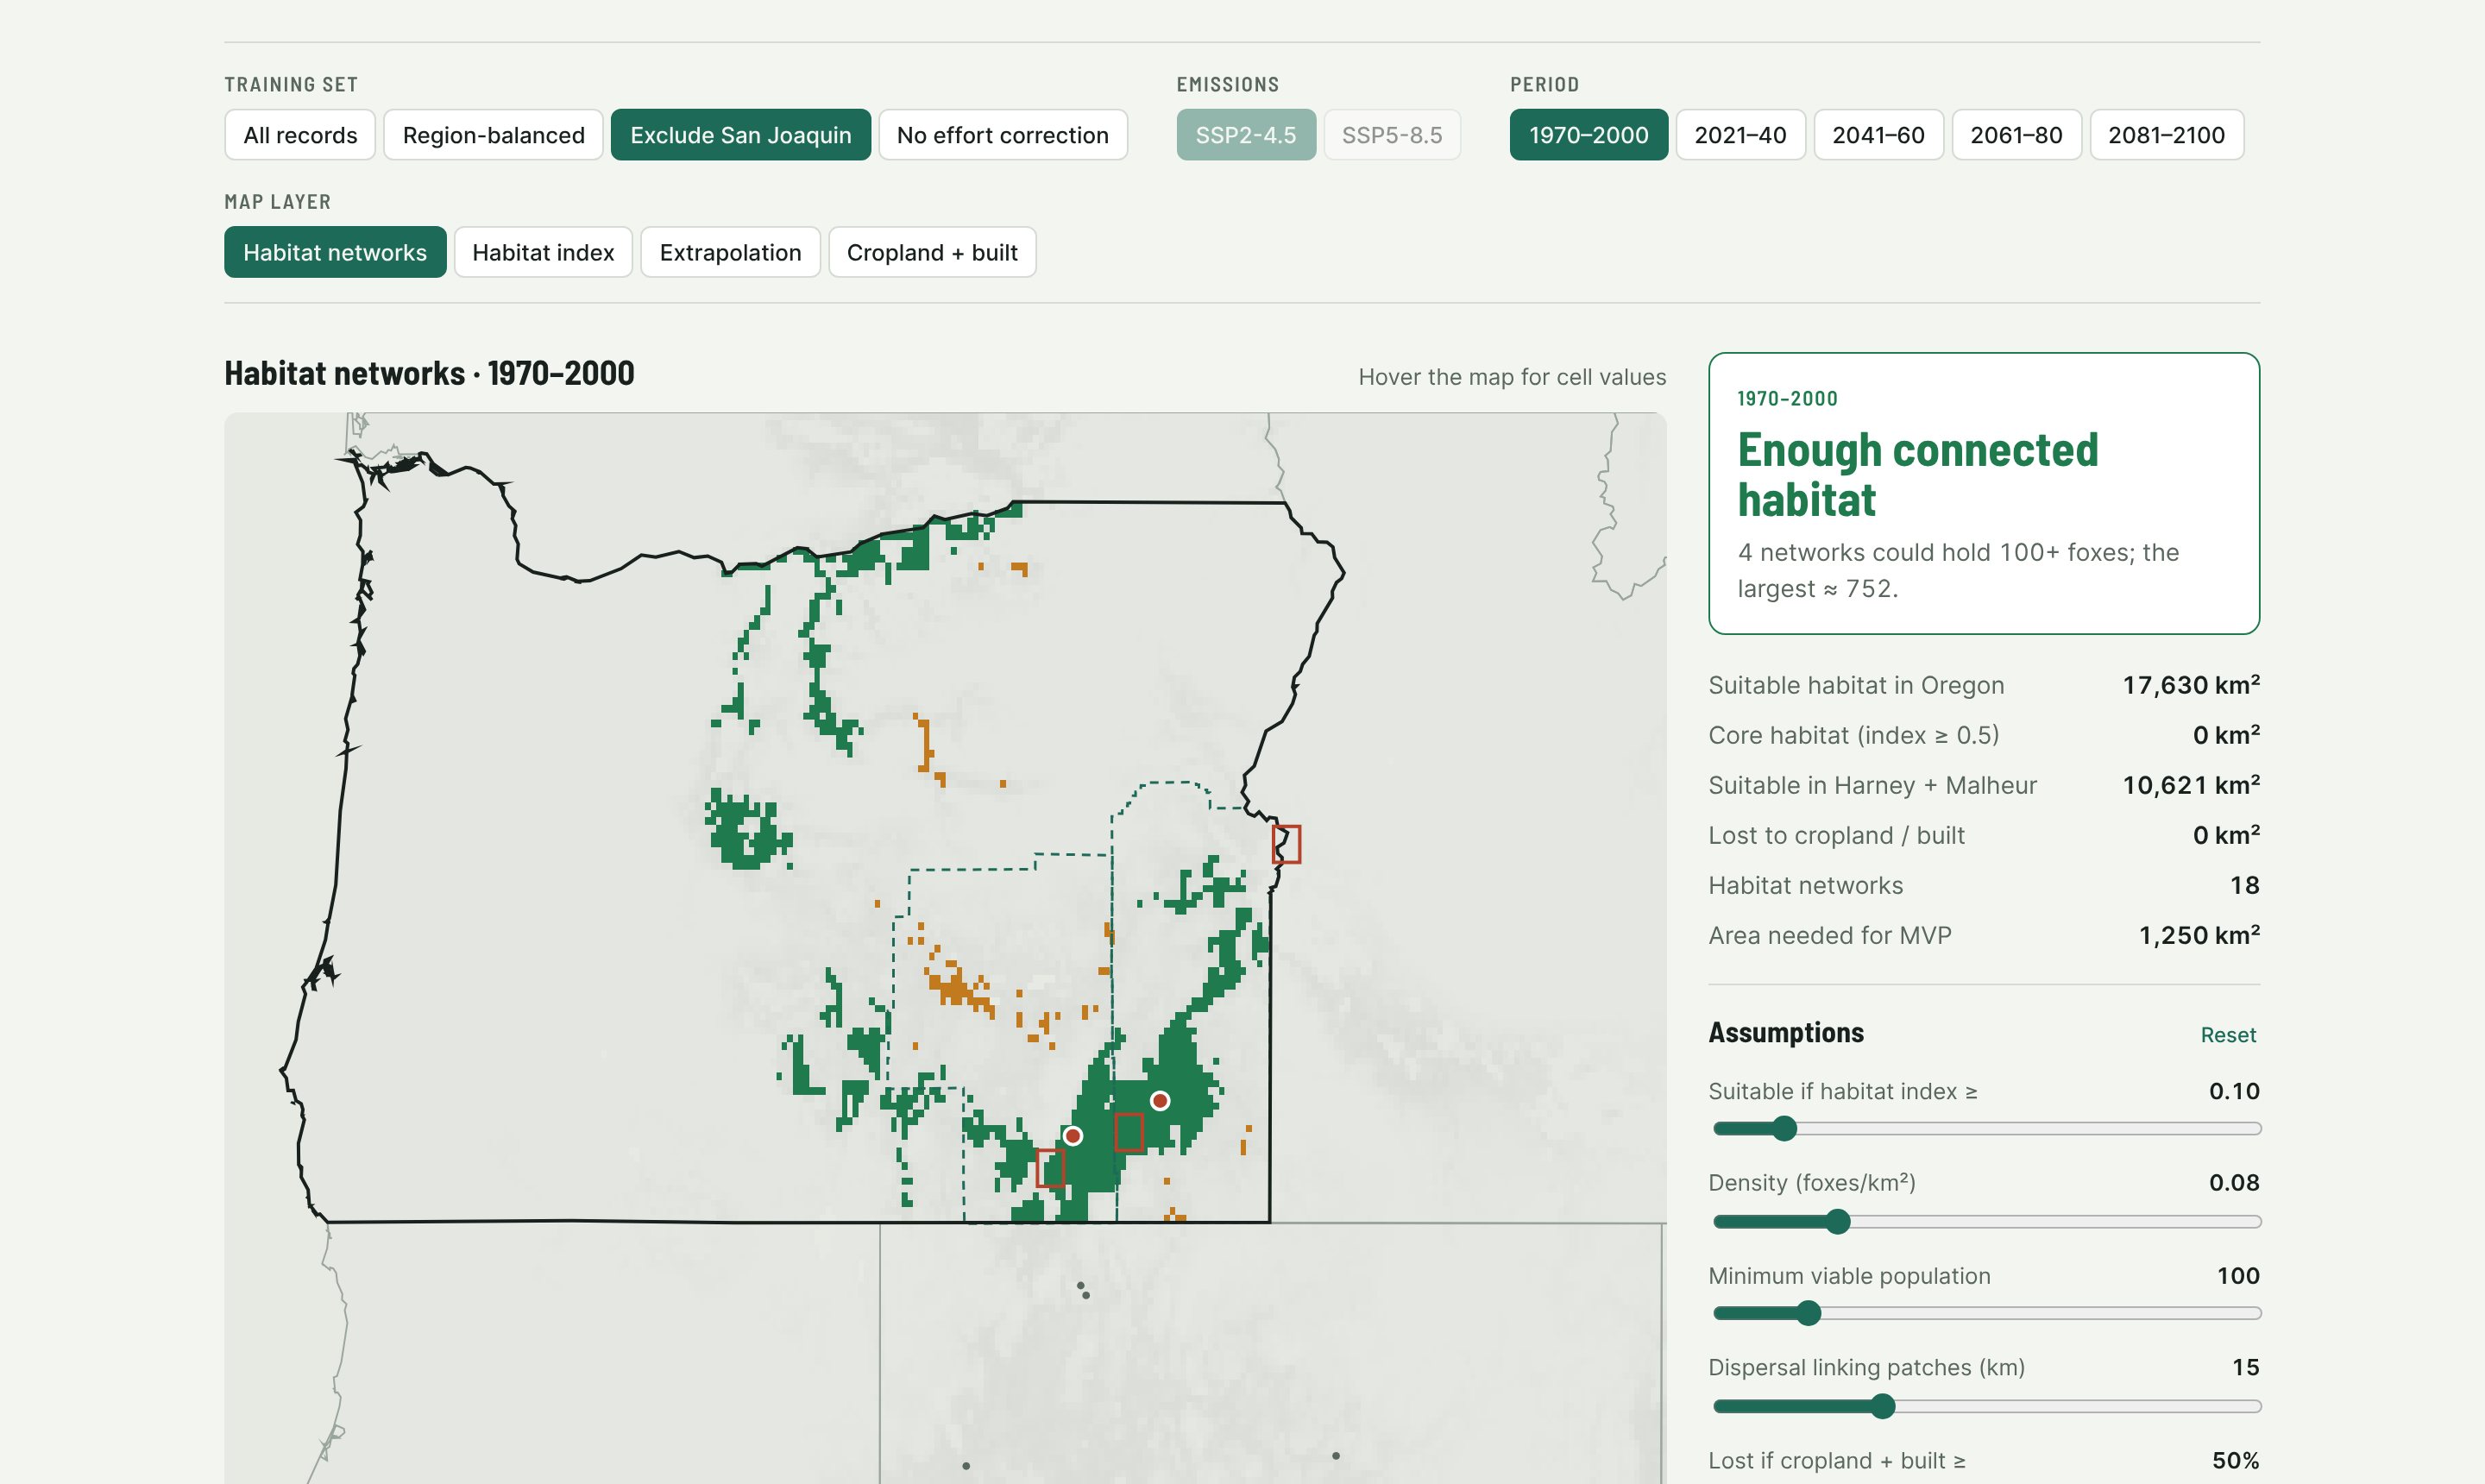 TRAINING SET
All records
Region-balanced
Exclude San Joaquin
No effort correction
EMISSIONS
SSP2-4.5
SSP5-8.5
PERIOD
1970–2000
2021–40
2041–60
2061–80
2081–2100
MAP LAYER
Habitat networks
Habitat index
Extrapolation
Cropland + built
Habitat networks · 1970–2000
Hover the map for cell values
1970–2000
Enough connected
habitat
4 networks could hold 100+ foxes; the
largest ≈ 752.
Suitable habitat in Oregon 17,630 km²
Core habitat (index ≥ 0.5) 0 km²
Suitable in Harney + Malheur 10,621 km²
Lost to cropland / built 0 km²
Habitat networks 18
Area needed for MVP 1,250 km²
Assumptions Reset
Suitable if habitat index ≥ 0.10
Density (foxes/km²) 0.08
Minimum viable population 100
Dispersal linking patches (km) 15
Lost if cropland + built ≥ 50%